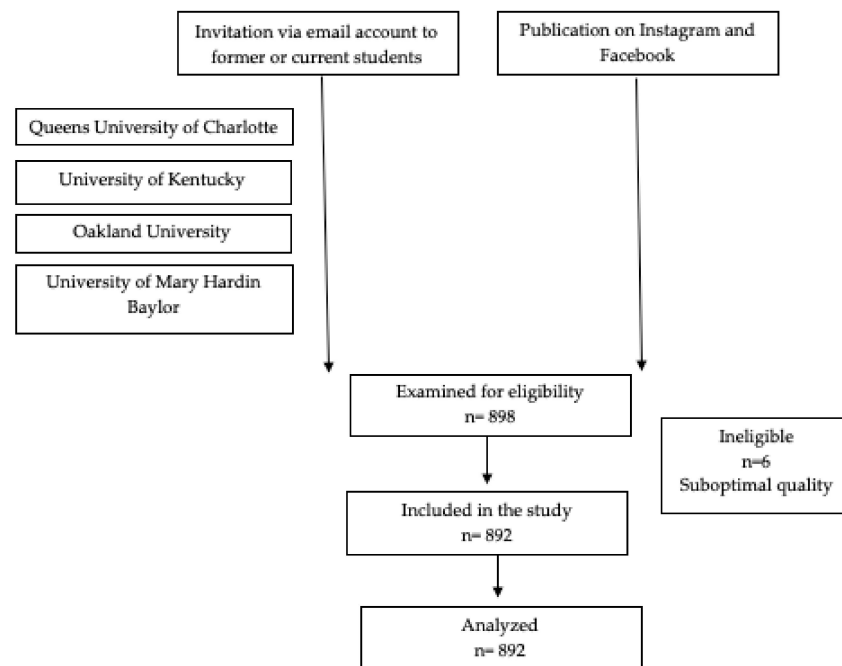 Invitation via email account to
former or current students
Publication on Instagram and
Facebook
Queens University of Charlotte
University of Kentucky
Oakland University
University of Mary Hardin
Baylor
Examined for eligibility
n= 898
Ineligible
n=6
Suboptimal quality
Included in the study
n= 892
Analyzed
n= 892